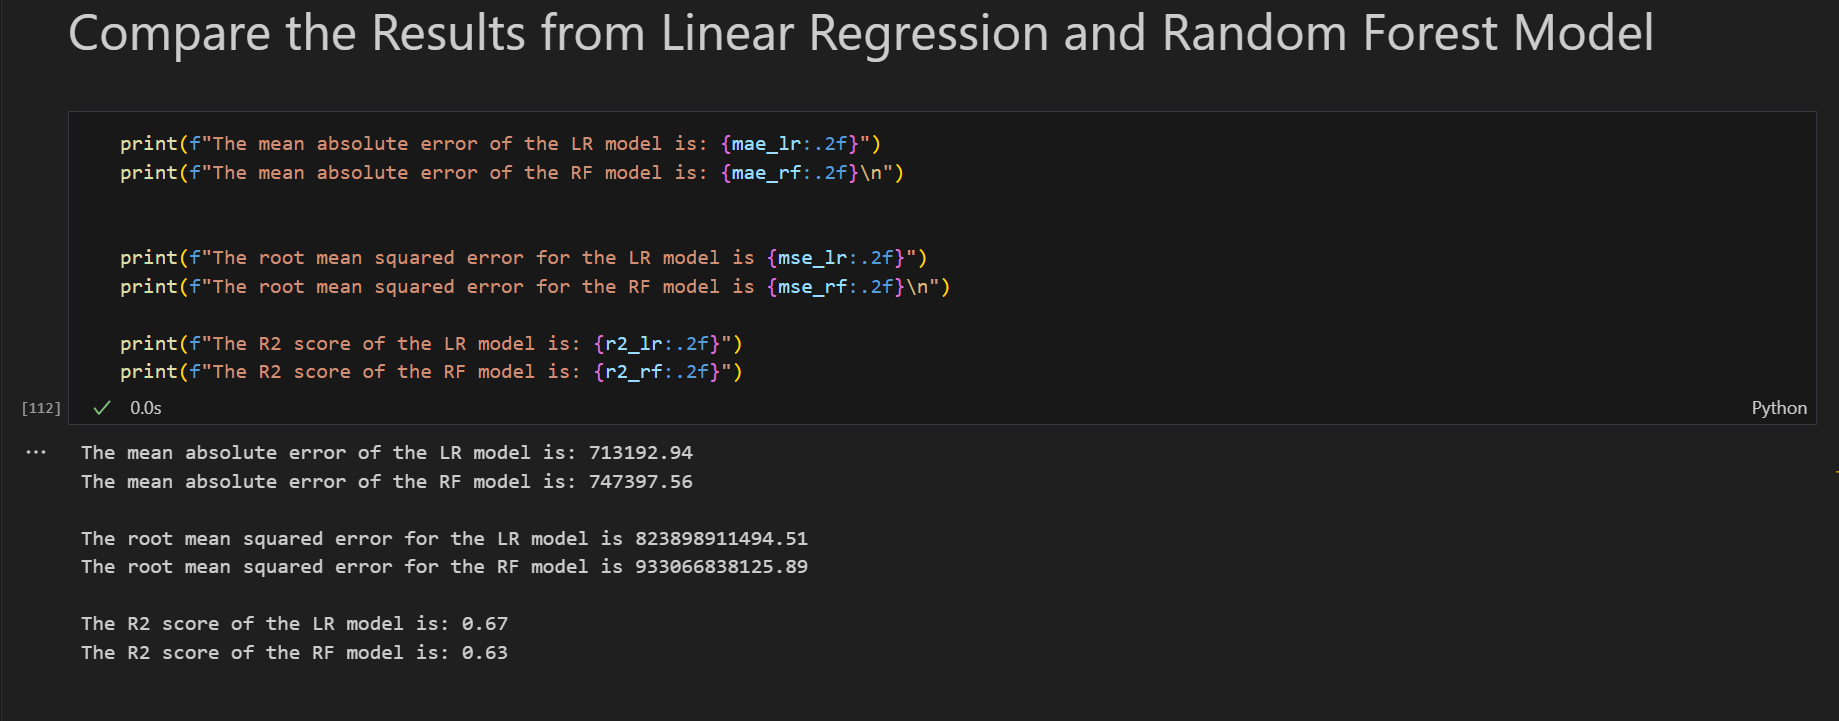 Compare the Results from Linear Regression and Random Forest Model
print(f"The mean absolute error of the LR model is: {mae_lr:.2f}")
print(f"The mean absolute error of the RF model is: {mae_rf:.2f}\n")
print(f"The root mean squared error for the LR model is {mse_lr:.2f}")
print(f"The root mean squared error for the RF model is {mse_rf:.2f}\n")
print(f"The R2 score of the LR model is: {r2_lr:.2f}")
print(f"The R2 score of the RF model is: {r2_rf:.2f}")
[112] ✓ 0.0s Python
... The mean absolute error of the LR model is: 713192.94
The mean absolute error of the RF model is: 747397.56
The root mean squared error for the LR model is 823898911494.51
The root mean squared error for the RF model is 933066838125.89
The R2 score of the LR model is: 0.67
The R2 score of the RF model is: 0.63